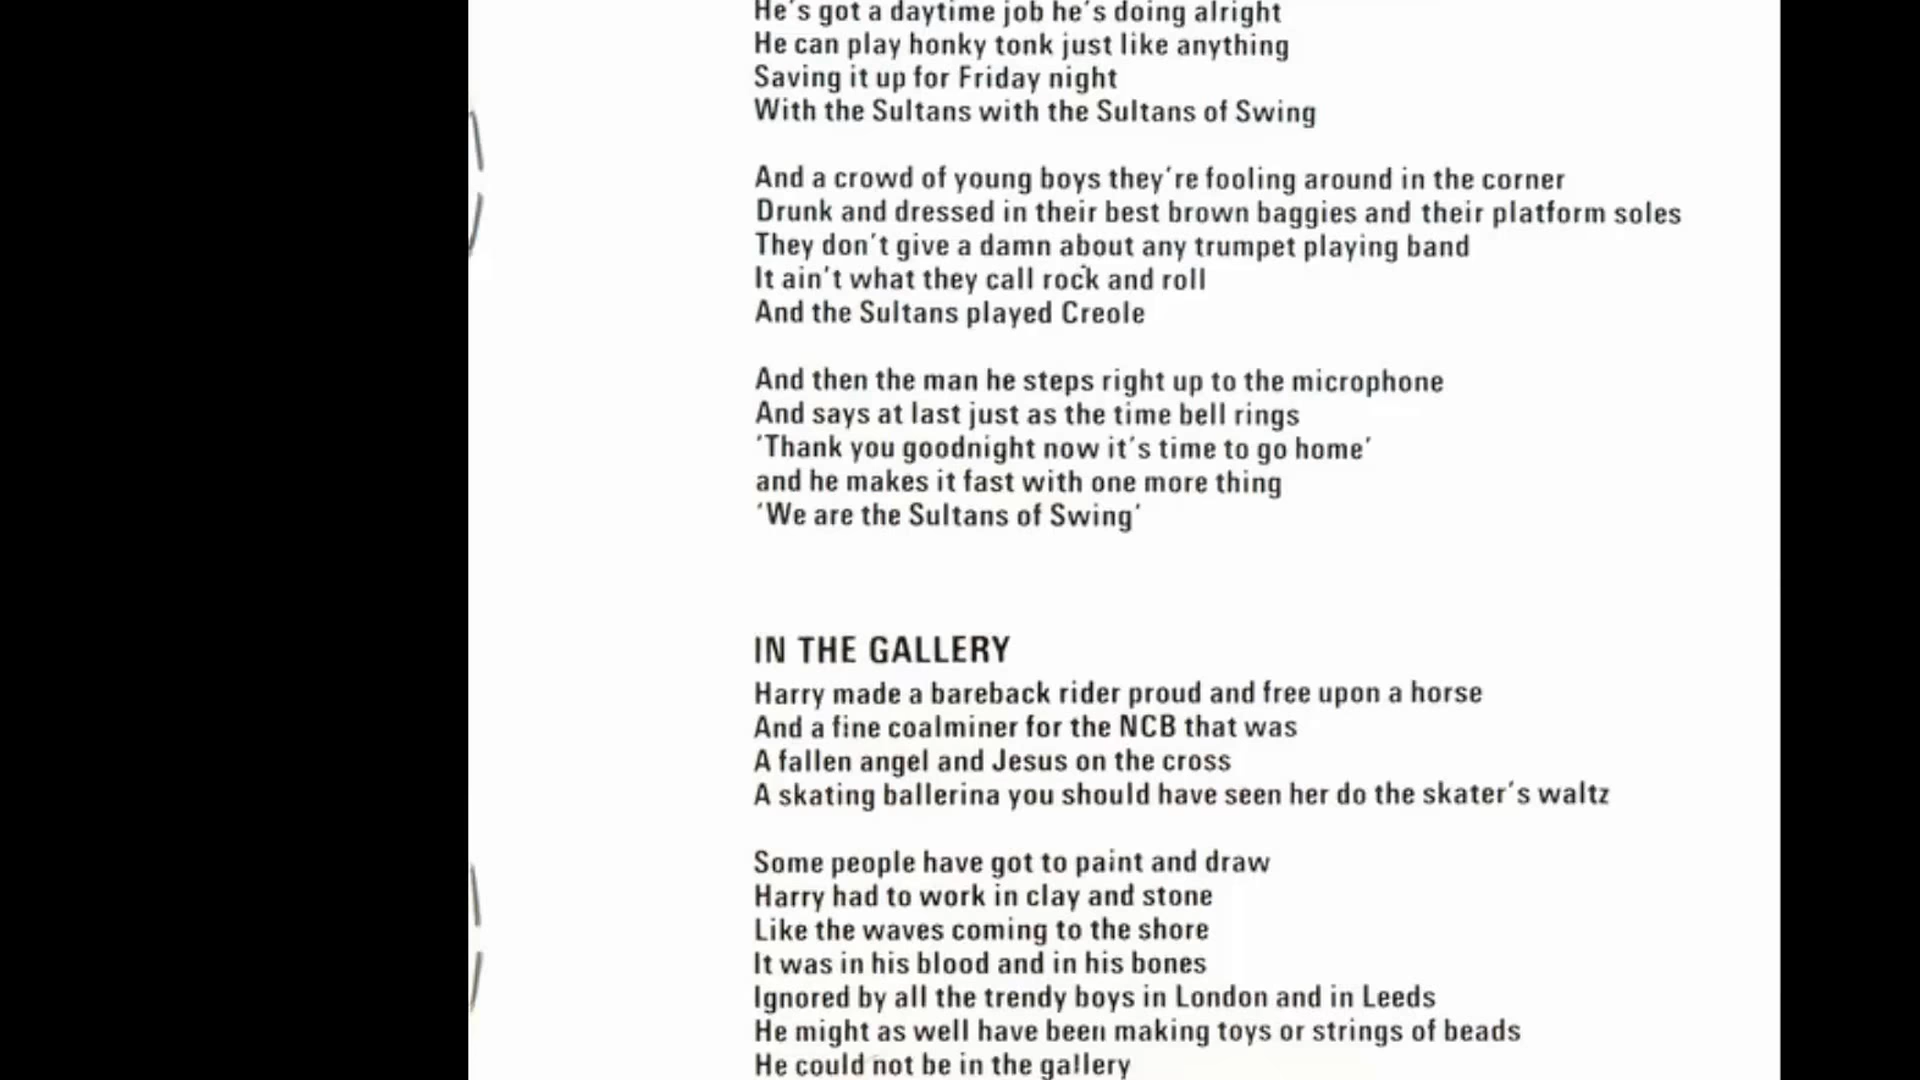 He's got a daytime job he's doing alright
He can play honky tonk just like anything
Saving it up for Friday night
With the Sultans with the Sultans of Swing
And a crowd of young boys they're fooling around in the corner
Drunk and dressed in their best brown baggies and their platform soles
They don't give a damn about any trumpet playing band
It ain't what they call rock and roll
And the Sultans played Creole
And then the man he steps right up to the microphone
And says at last just as the time bell rings
'Thank you goodnight now it's time to go home'
and he makes it fast with one more thing
'We are the Sultans of Swing'
IN THE GALLERY
Harry made a bareback rider proud and free upon a horse
And a fine coalminer for the NCB that was
A fallen angel and Jesus on the cross
A skating ballerina you should have seen her do the skater's waltz
Some people have got to paint and draw
Harry had to work in clay and stone
Like the waves coming to the shore
It was in his blood and in his bones
Ignored by all the trendy boys in London and in Leeds
He might as well have been making toys or strings of beads
He could not be in the gallery